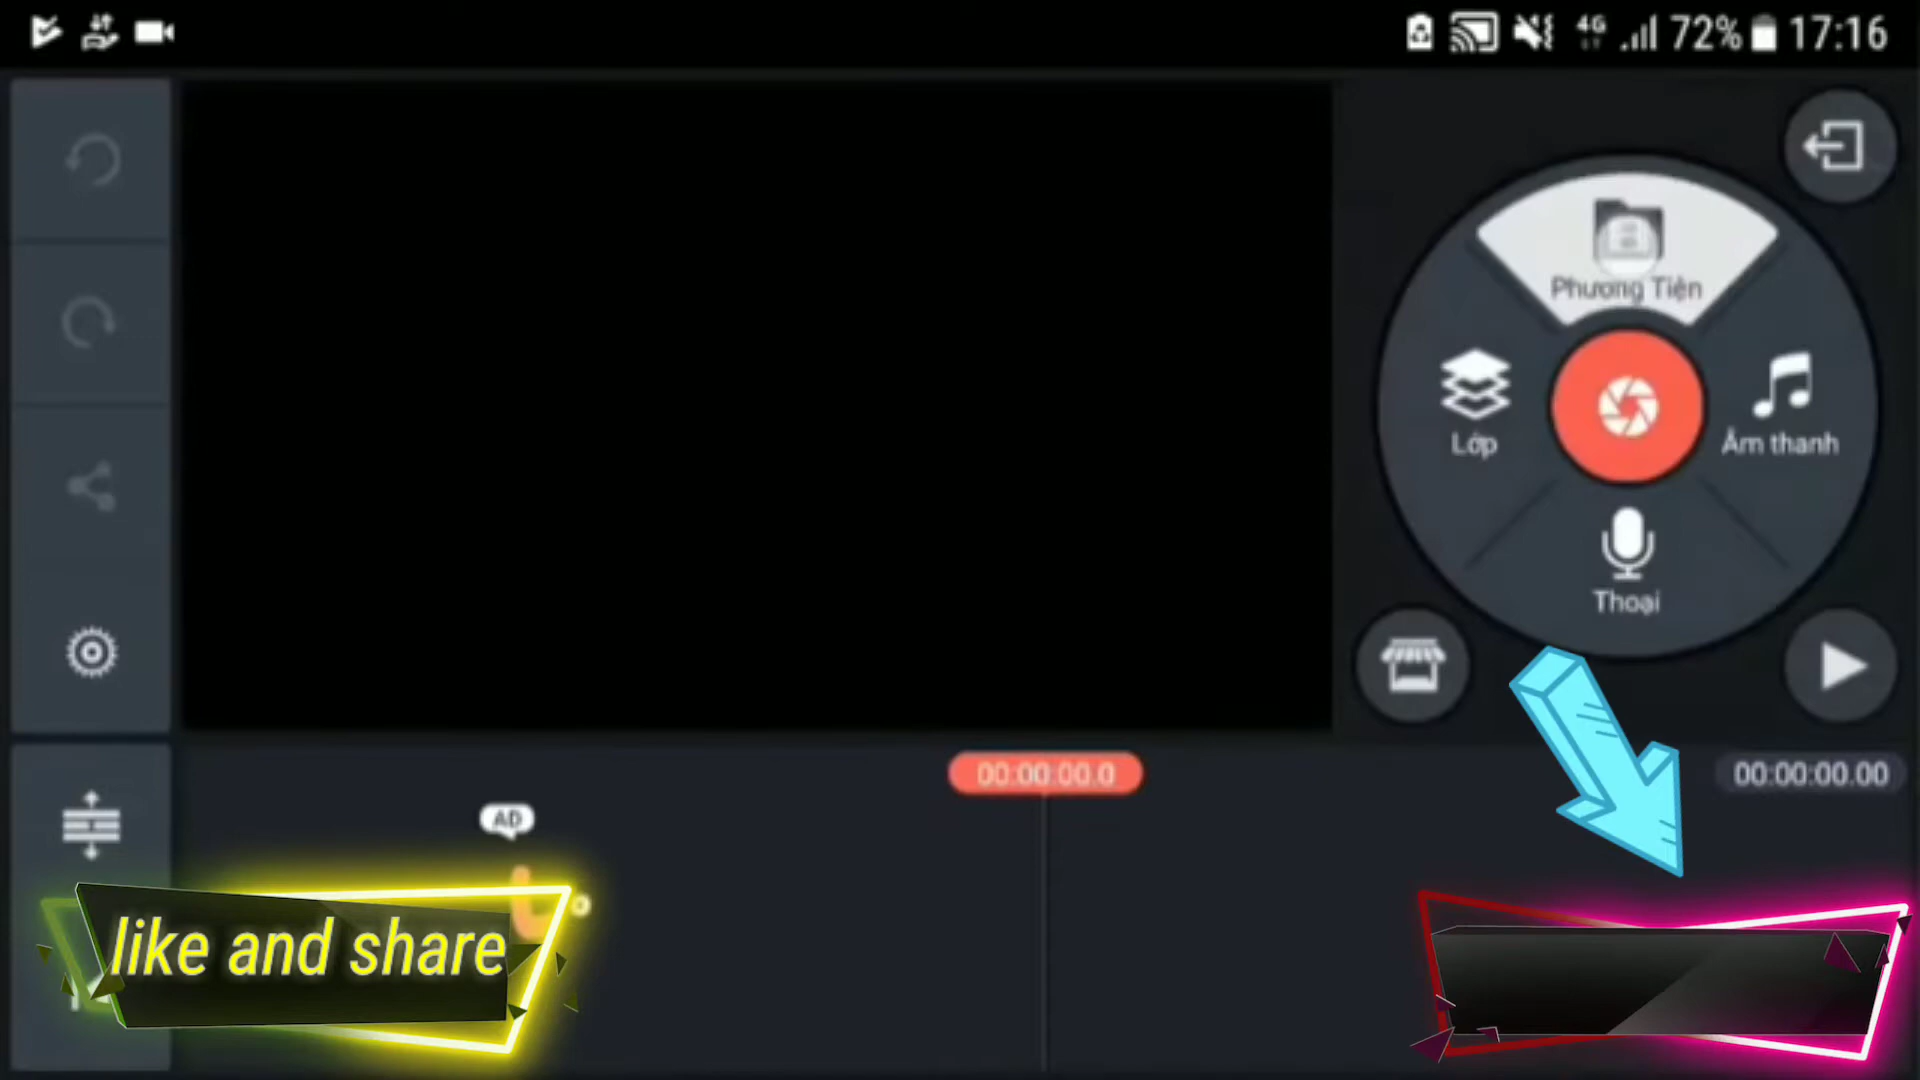 4G
72%
17:16
Phương Tiện
Lớp
Âm thanh
Thoại
00:00:00.0
00:00:00.00
AD
like and share